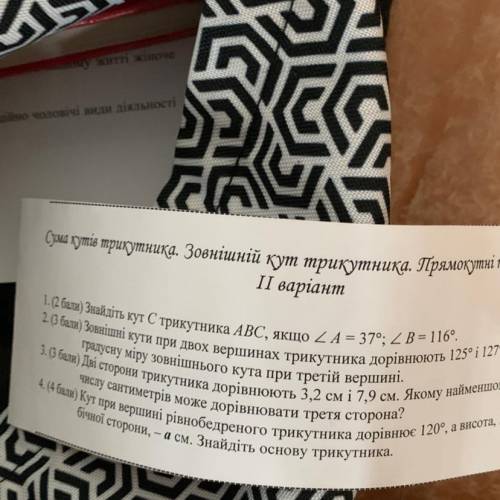 му житті жіноче
чоловічі види діяльності
Сума кутів трикутника. Зовнішній кут трикутника. Прямокутні
II варіант
1. (2 бали) Знайдіть кут C трикутника ABC, якщо ∠ A = 37°; ∠ B = 116°.
2. (3 бали) Зовнішні кути при двох вершинах трикутника дорівнюють 125° і 127°
градусну міру зовнішнього кута при третій вершині.
3. (3 бали) Дві сторони трикутника дорівнюють 3,2 см і 7,9 см. Якому найменшо
числу сантиметрів може дорівнювати третя сторона?
4. (4 бали) Кут при вершині рівнобедреного трикутника дорівнює 120°, а висота,
бічної сторони, – a см. Знайдіть основу трикутника.